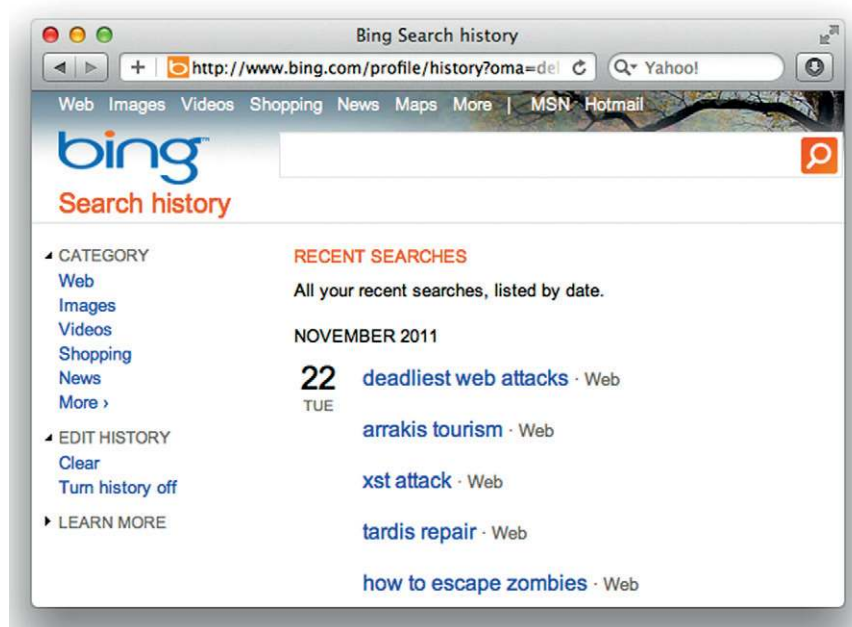 Bing Search history
http://www.bing.com/profile/history?oma=del
Yahoo!
Web Images Videos Shopping News Maps More | MSN Hotmail
bing™
Search history
CATEGORY
Web
Images
Videos
Shopping
News
More ›
EDIT HISTORY
Clear
Turn history off
LEARN MORE
RECENT SEARCHES
All your recent searches, listed by date.
NOVEMBER 2011
22 deadliest web attacks · Web
TUE
arrakis tourism · Web
xst attack · Web
tardis repair · Web
how to escape zombies · Web